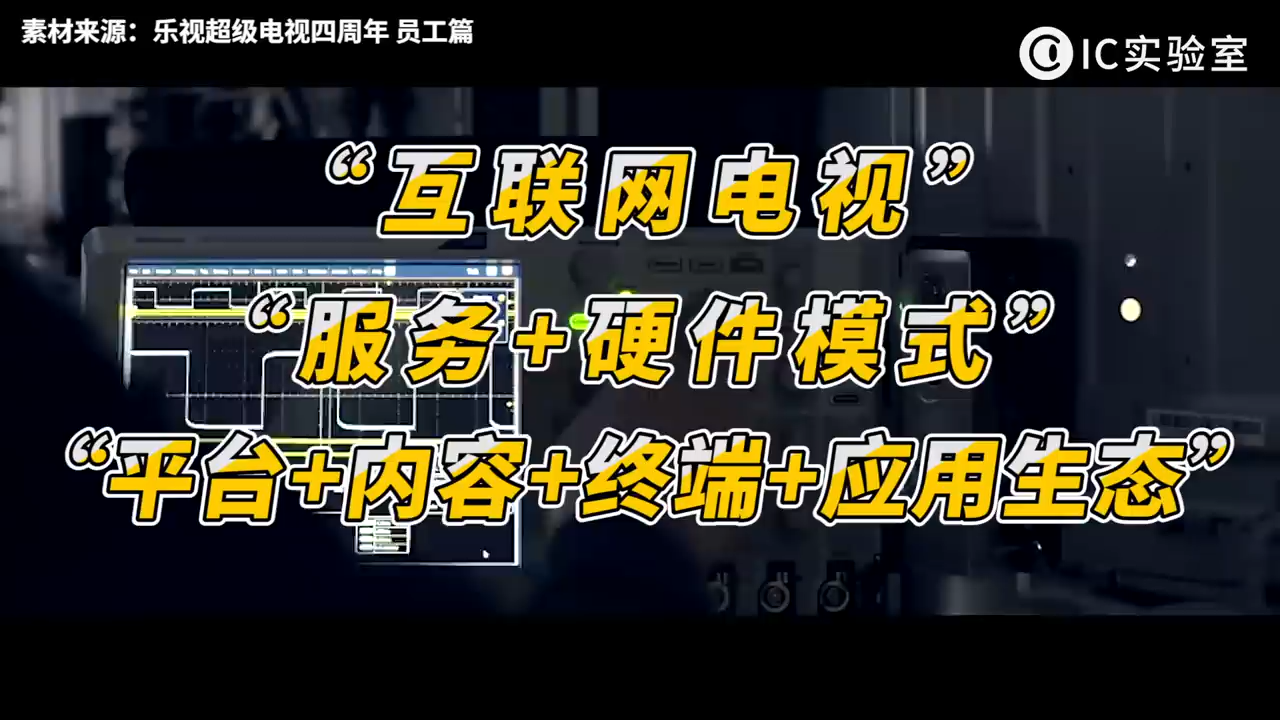 素材来源：乐视超级电视四周年 员工篇
IC实验室
“互联网电视”
“服务+硬件模式”
“平台+内容+终端+应用生态”